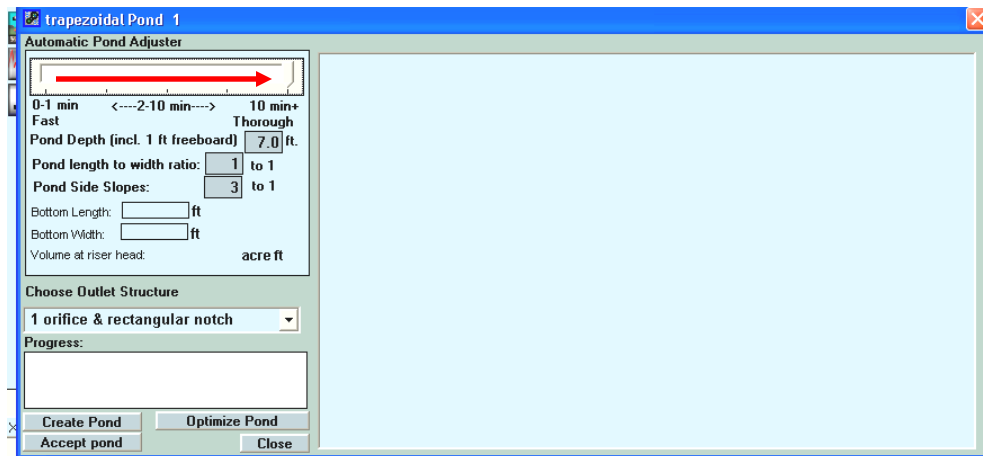 trapezoidal Pond 1
Automatic Pond Adjuster
0-1 min <----2-10 min----> 10 min+
Fast Thorough
Pond Depth (incl. 1 ft freeboard) 7.0 ft.
Pond length to width ratio: 1 to 1
Pond Side Slopes: 3 to 1
Bottom Length: ft
Bottom Width: ft
Volume at riser head: acre ft
Choose Outlet Structure
1 orifice & rectangular notch
Progress:
Create Pond Optimize Pond
Accept pond Close